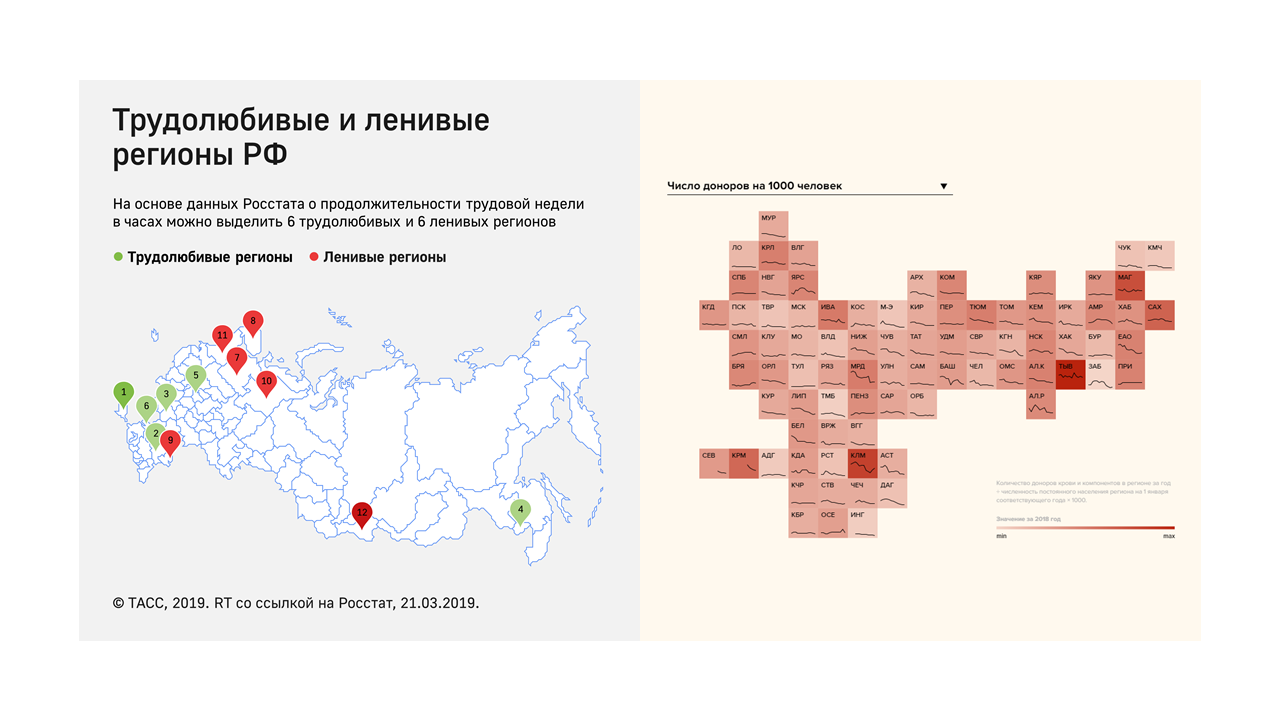 Трудолюбивые и ленивые
регионы РФ
На основе данных Росстата о продолжительности трудовой недели
в часах можно выделить 6 трудолюбивых и 6 ленивых регионов
Трудолюбивые регионы Ленивые регионы
8
11
7
10
5
1
3
6
2
9
12
4
© ТАСС, 2019. RT со ссылкой на Росстат, 21.03.2019.
Число доноров на 1000 человек
МУР
ЛО КРЛ ВЛГ ЧУК КМЧ
СПБ НВГ ЯРС АРХ КОМ КЯР ЯКУ МАГ
КГД ПСК ТВР МСК ИВА КОС М-Э КИР ПЕР ТЮМ ТОМ КЕМ ИРК АМР ХАБ САХ
СМЛ КЛУ МО ВЛД НИЖ ЧУВ ТАТ УДМ СВР КГН НСК ХАК БУР ЕАО
БРЯ ОРЛ ТУЛ РЯЗ МРД УЛН САМ БАШ ЧЕЛ ОМС АЛ.К ТЫВ ЗАБ ПРИ
КУР ЛИП ТМБ ПЕНЗ САР ОРБ АЛ.Р
БЕЛ ВРЖ ВГГ
СЕВ КРМ АДГ КДА РСТ КЛМ АСТ
КЧР СТВ ЧЕЧ ДАГ
КБР ОСЕ ИНГ
Количество доноров крови и компонентов в регионе за год
÷ численность постоянного населения региона на 1 января
соответствующего года × 1000.
Значение за 2018 год
min max